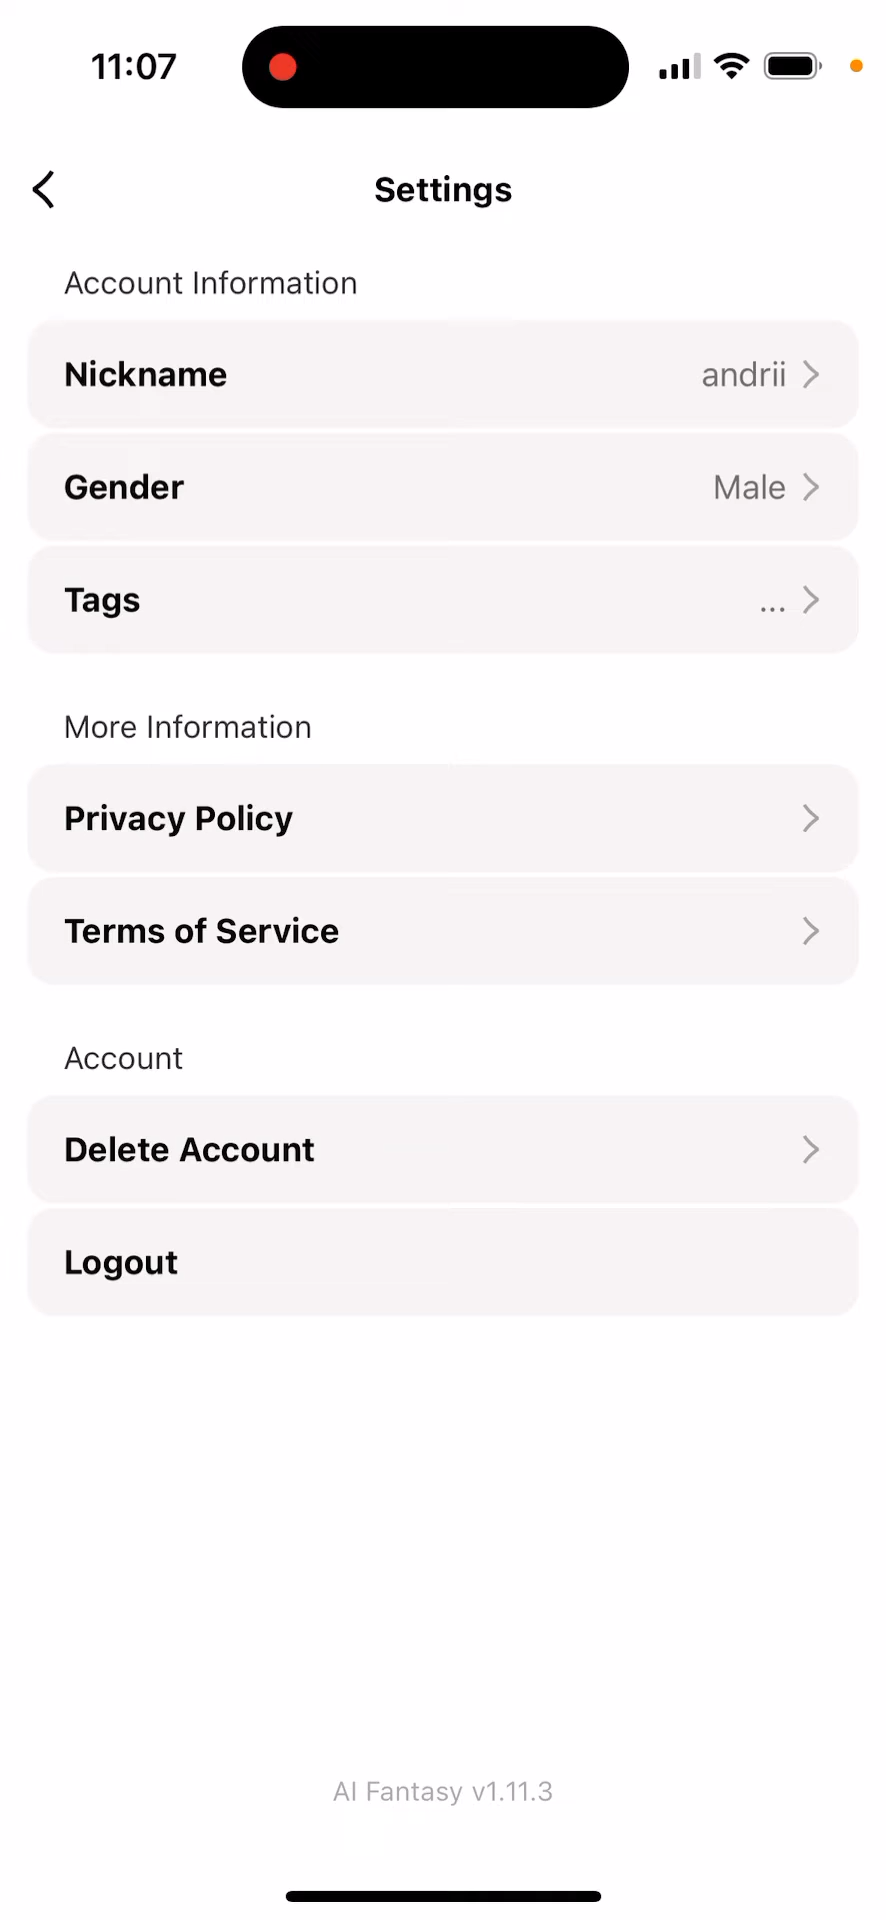 11:07
Settings
Account Information
Nickname andrii
Gender Male
Tags ...
More Information
Privacy Policy
Terms of Service
Account
Delete Account
Logout
AI Fantasy v1.11.3